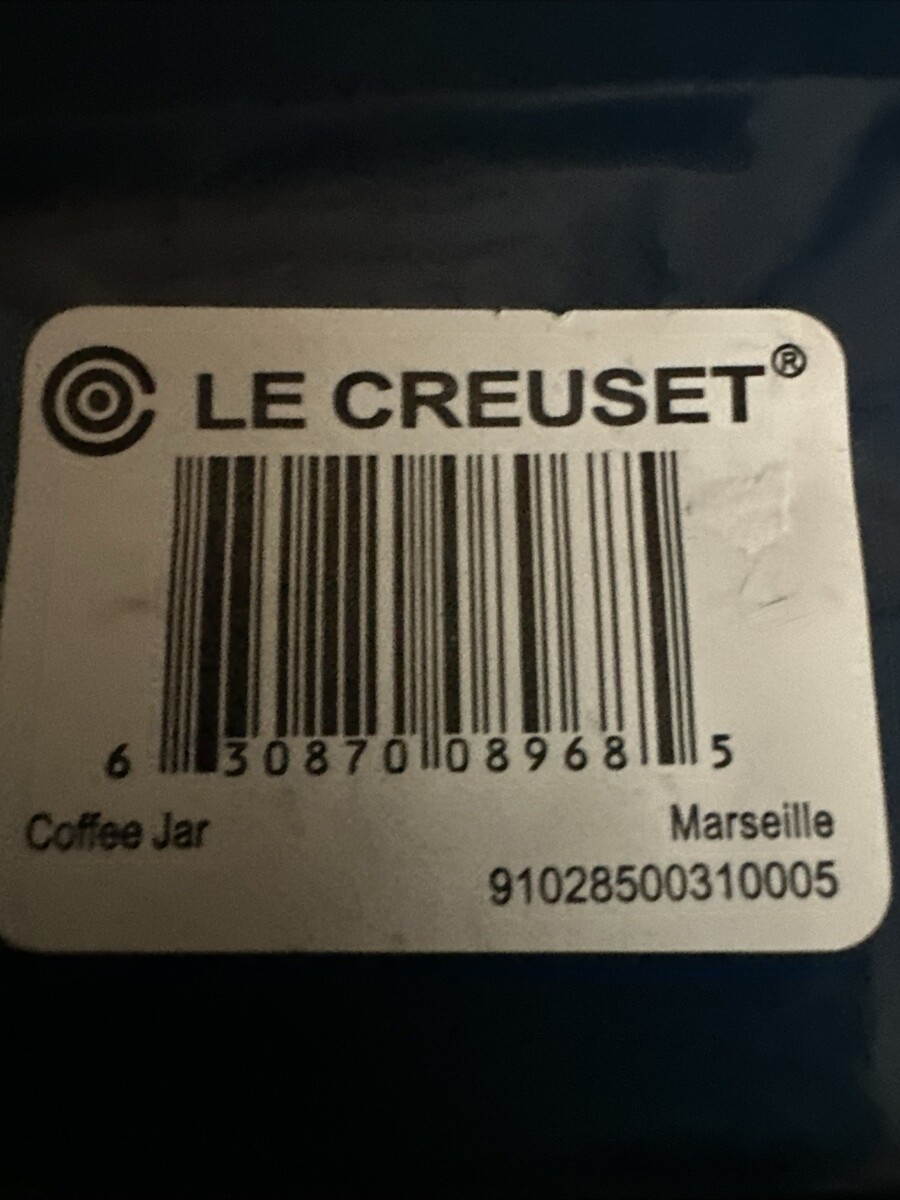 LE CREUSET®
6 30870 08968 5
Coffee Jar
Marseille
91028500310005